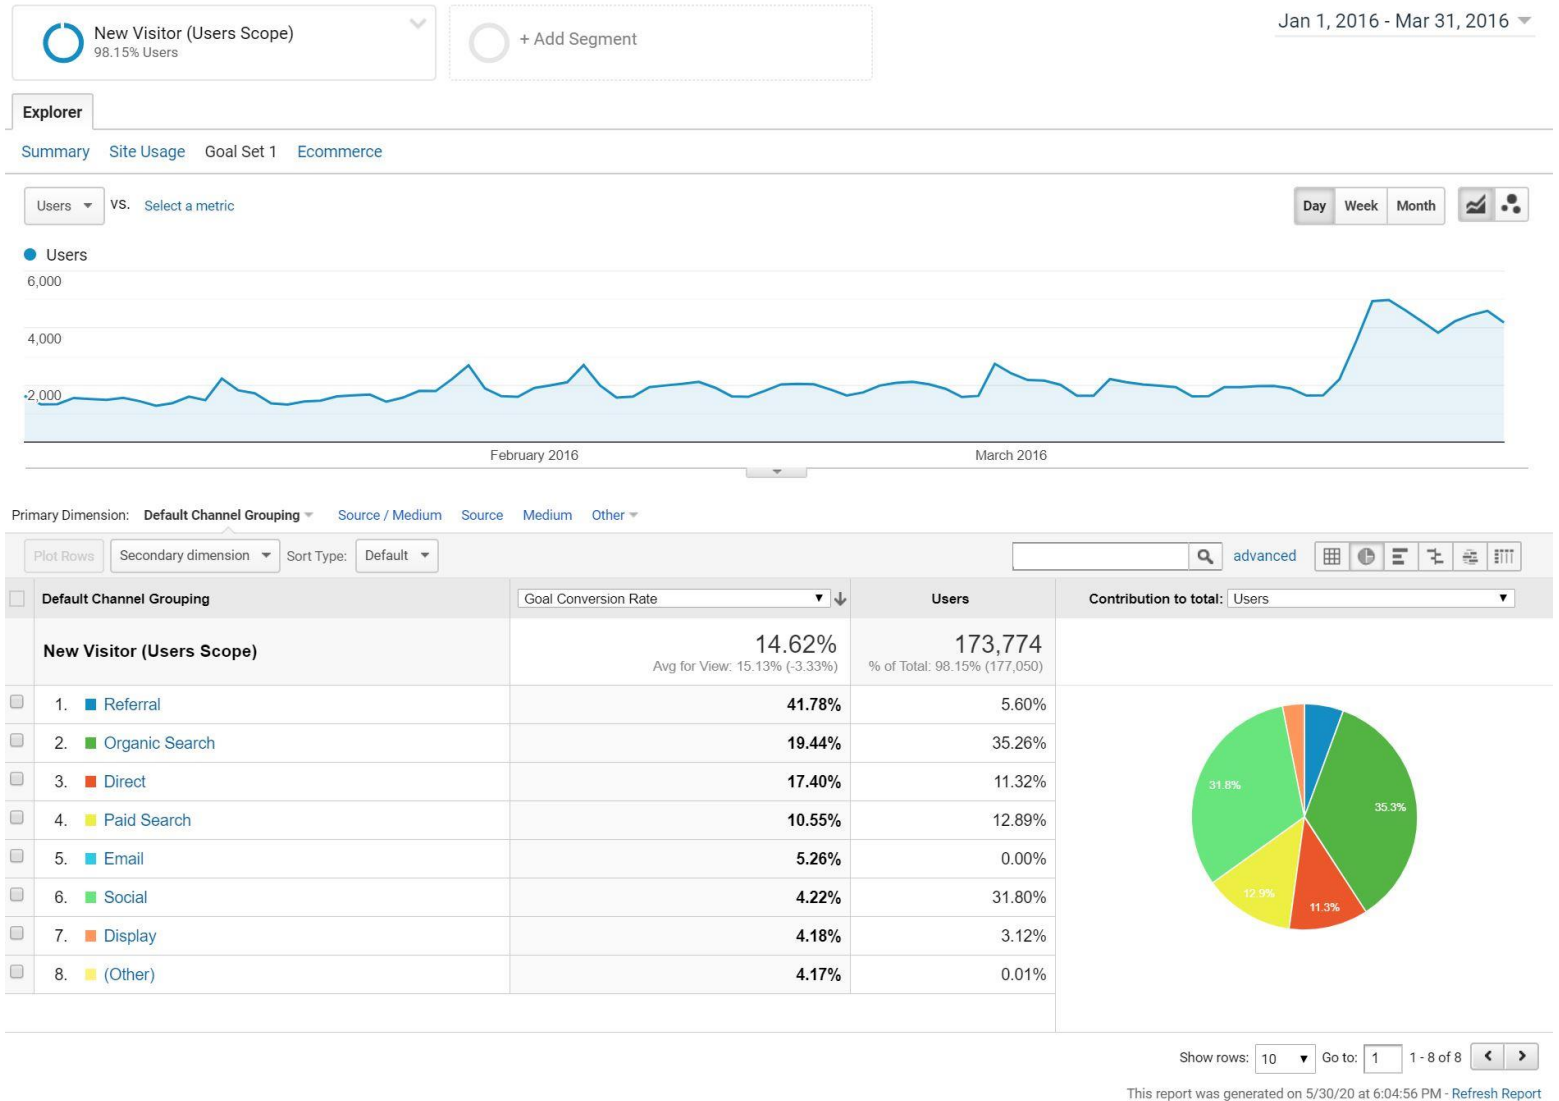 New Visitor (Users Scope)
98.15% Users
+ Add Segment
Jan 1, 2016 - Mar 31, 2016
Explorer
Summary Site Usage Goal Set 1 Ecommerce
Users VS. Select a metric
Day Week Month
Users
6,000
4,000
2,000
February 2016 March 2016
Primary Dimension: Default Channel Grouping Source / Medium Source Medium Other
Plot Rows Secondary dimension Sort Type: Default advanced
Default Channel Grouping Goal Conversion Rate Users Contribution to total: Users
New Visitor (Users Scope) 14.62% 173,774
Avg for View: 15.13% (-3.33%) % of Total: 98.15% (177,050)
1. Referral 41.78% 5.60%
2. Organic Search 19.44% 35.26%
3. Direct 17.40% 11.32%
4. Paid Search 10.55% 12.89%
5. Email 5.26% 0.00%
6. Social 4.22% 31.80%
7. Display 4.18% 3.12%
8. (Other) 4.17% 0.01%
31.8%
35.3%
12.9%
11.3%
Show rows: 10 Go to: 1 1 - 8 of 8
This report was generated on 5/30/20 at 6:04:56 PM - Refresh Report